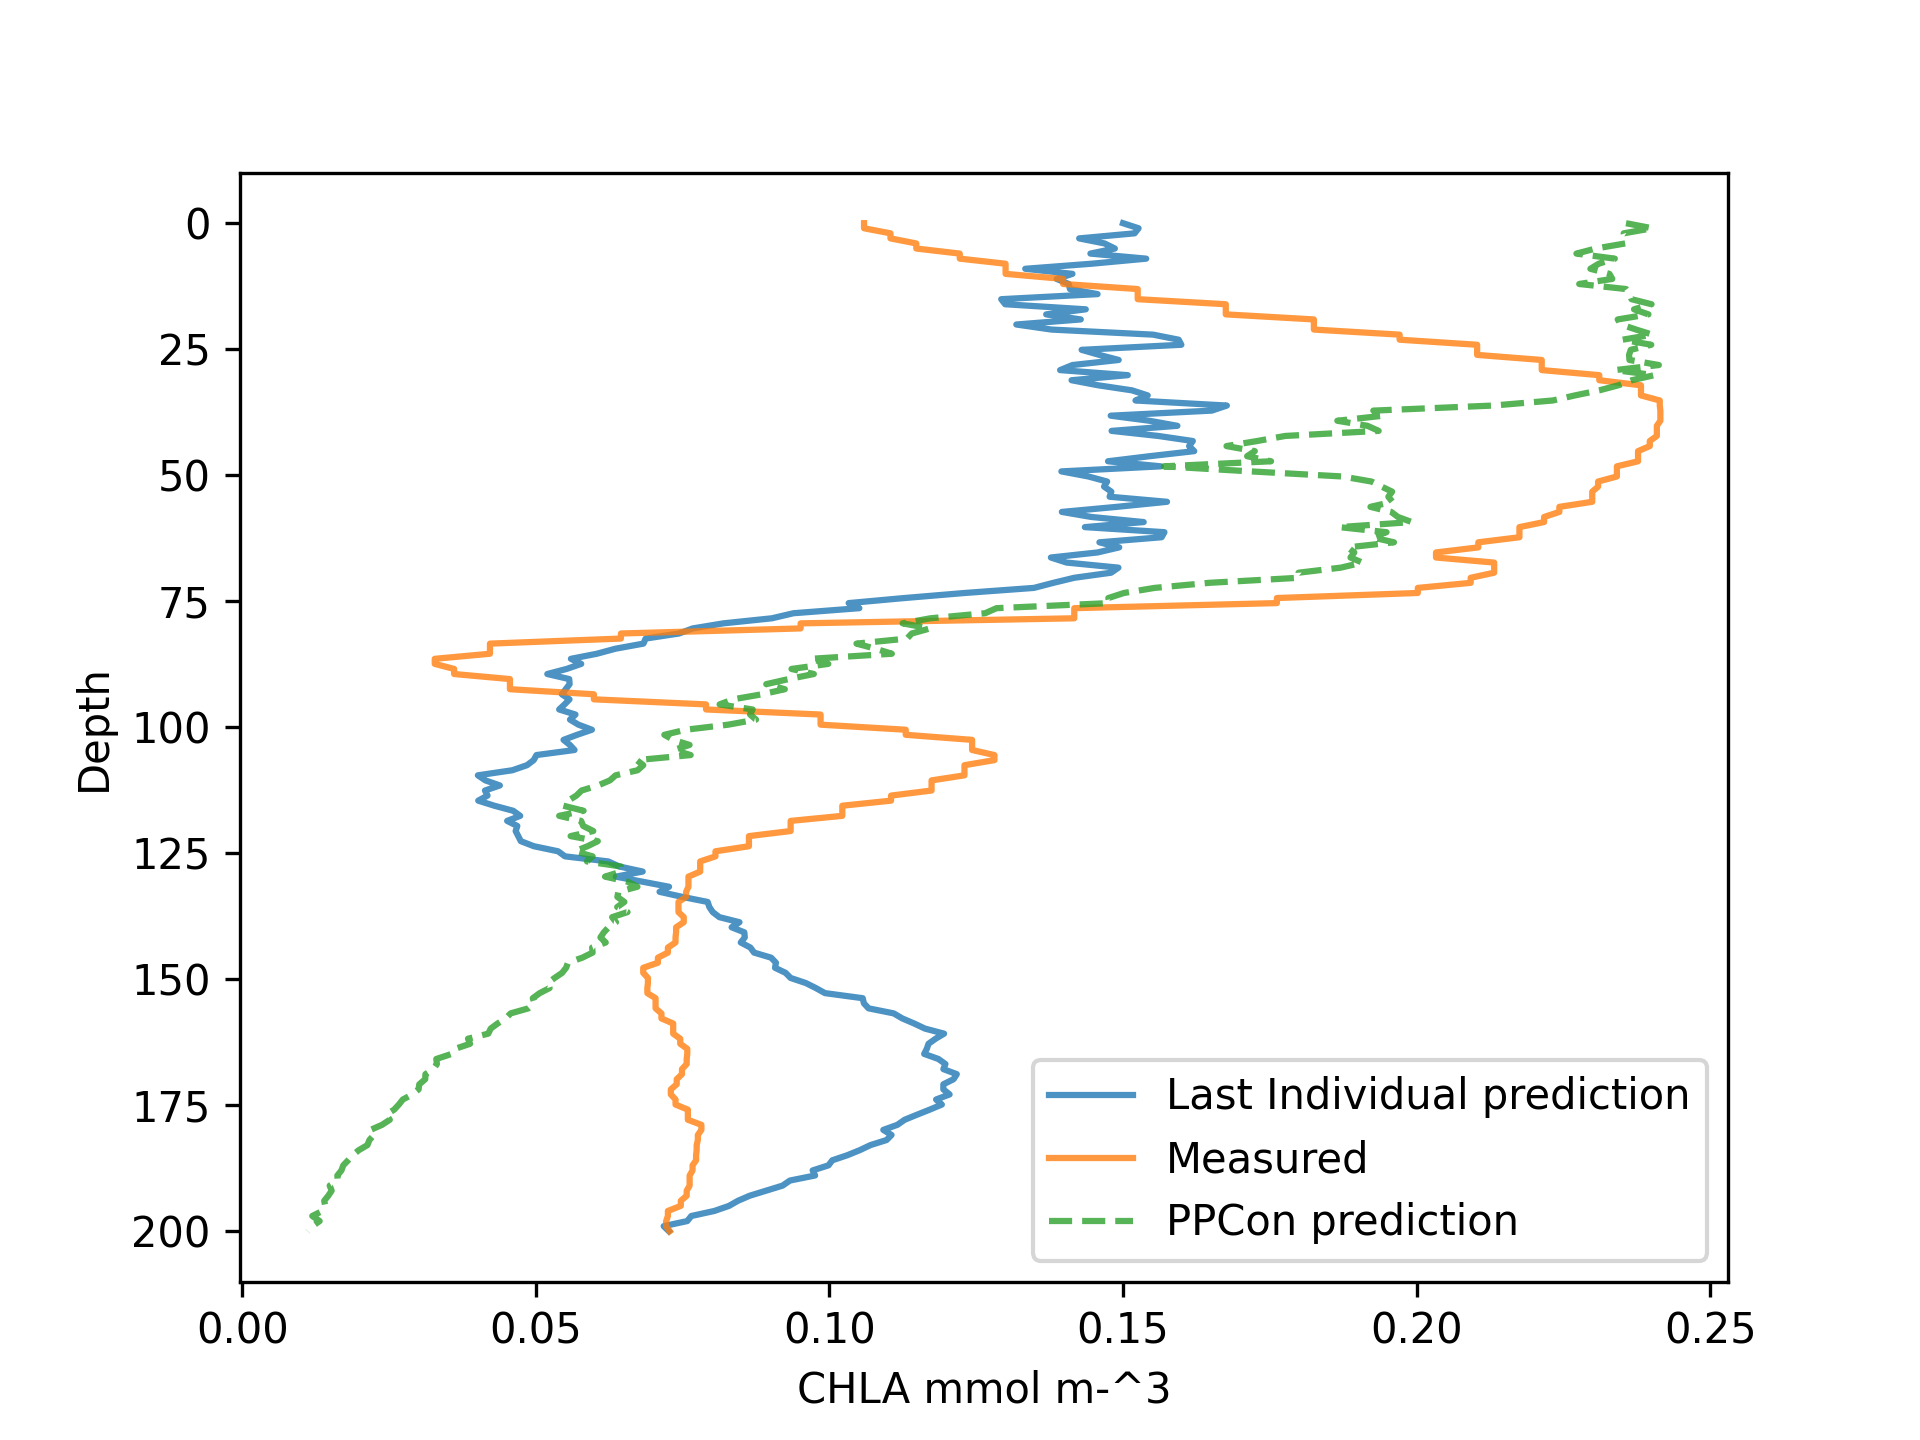 0
25
50
75
100
125
150
175
200
Depth
0.00 0.05 0.10 0.15 0.20 0.25
CHLA mmol m-^3
Last Individual prediction
Measured
PPCon prediction